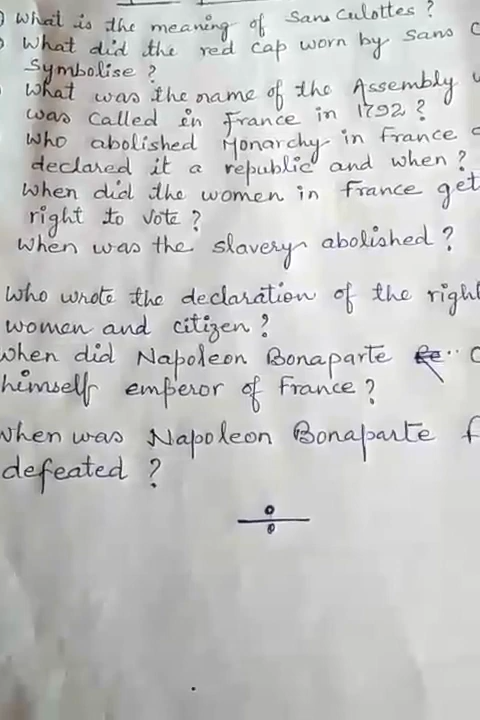 ) What is the meaning of Sans Culottes ?
) What did the red cap worn by sans C
Symbolise ?
What was the name of the Assembly
was called in France in 1792 ?
Who abolished Monarchy in France
declared it a republic and when ?
When did the women in France get
right to vote ?
When was the slavery abolished ?
Who wrote the declaration of the right
women and citizen ?
When did Napoleon Bonaparte
himself emperor of France ?
When was Napoleon Bonaparte f
defeated ?